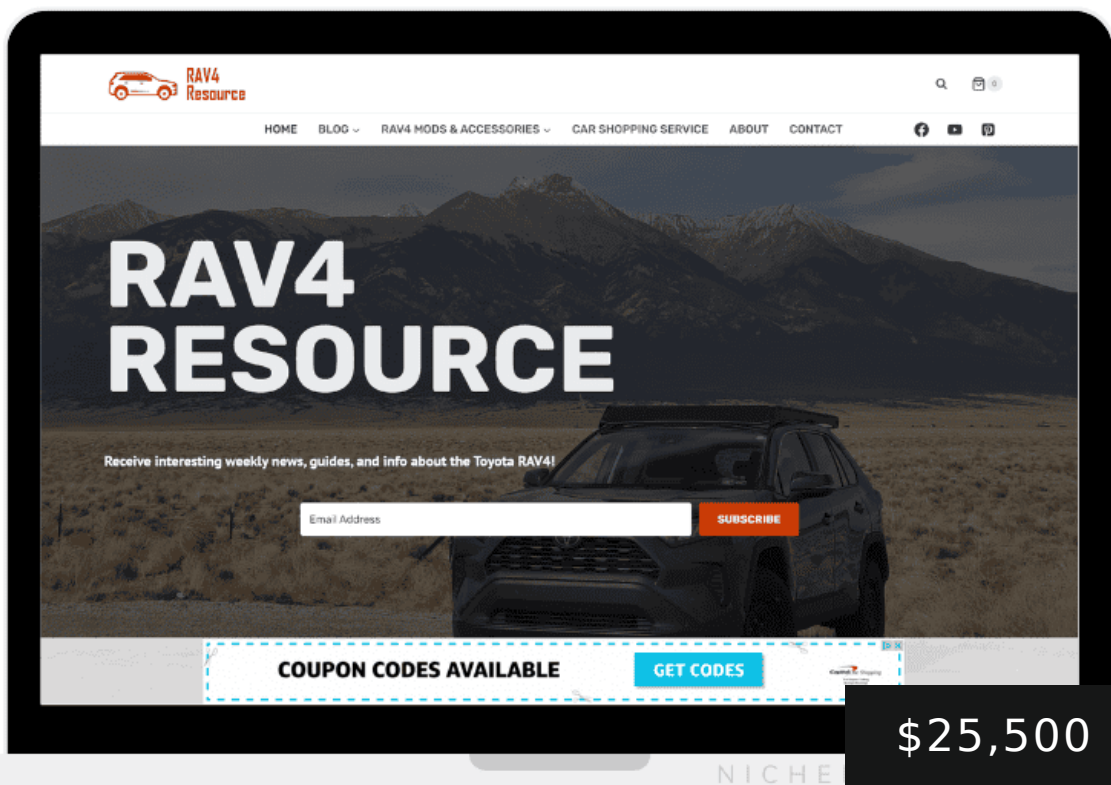 RAV4
Resource
0
HOME BLOG RAV4 MODS & ACCESSORIES CAR SHOPPING SERVICE ABOUT CONTACT
RAV4
RESOURCE
Receive interesting weekly news, guides, and info about the Toyota RAV4!
Email Address SUBSCRIBE
COUPON CODES AVAILABLE GET CODES
$25,500
NICHE